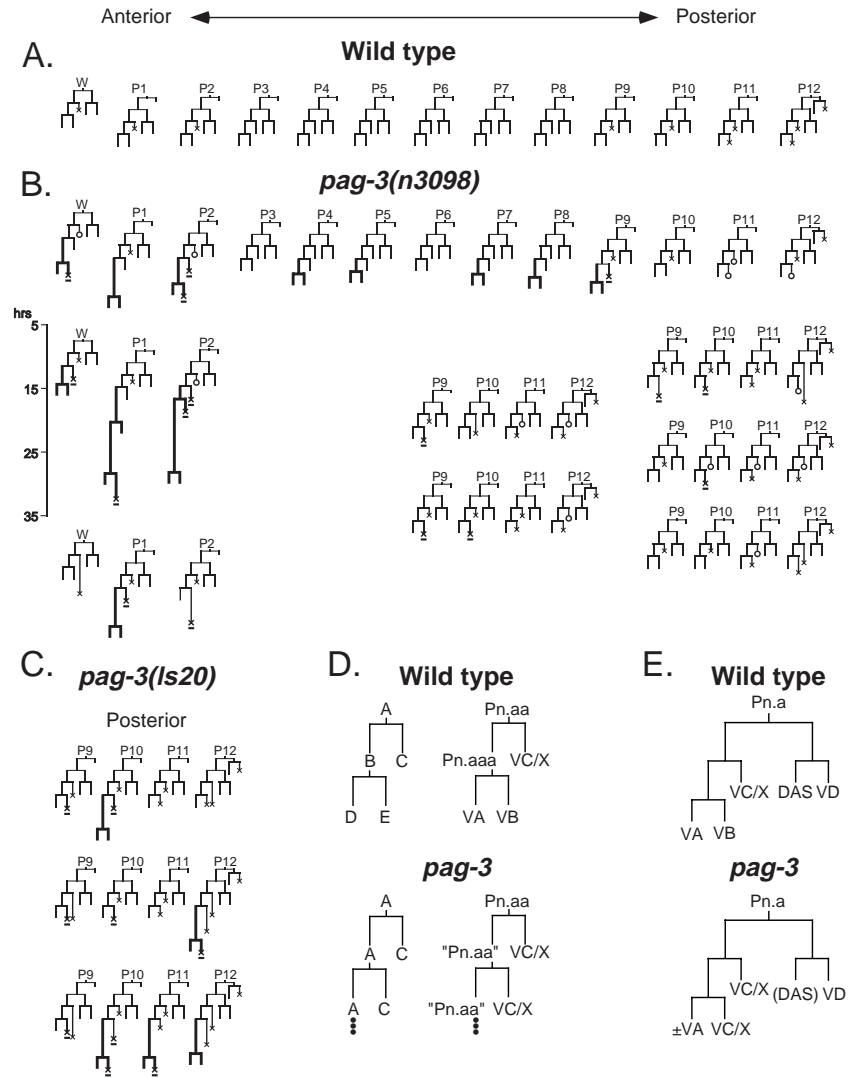 Anterior Posterior
A. Wild type
W P1 P2 P3 P4 P5 P6 P7 P8 P9 P10 P11 P12
B. pag-3(n3098)
W P1 P2 P3 P4 P5 P6 P7 P8 P9 P10 P11 P12
hrs
5
15
25
35
W P1 P2
P9 P10 P11 P12
P9 P10 P11 P12
P9 P10 P11 P12
P9 P10 P11 P12
W P1 P2
P9 P10 P11 P12
C. pag-3(ls20)
Posterior
P9 P10 P11 P12
P9 P10 P11 P12
P9 P10 P11 P12
D. Wild type
A
B C
D E
Pn.aa
Pn.aaa VC/X
VA VB
pag-3
A
A C
A C
Pn.aa
"Pn.aa" VC/X
"Pn.aa" VC/X
E. Wild type
Pn.a
VC/X DAS VD
VA VB
pag-3
Pn.a
VC/X (DAS) VD
±VA VC/X